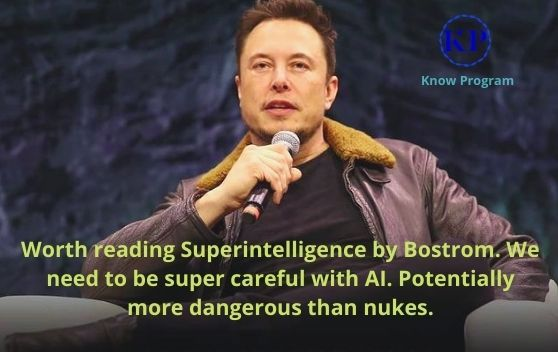 KP
Know Program
Worth reading Superintelligence by Bostrom. We
need to be super careful with AI. Potentially
more dangerous than nukes.